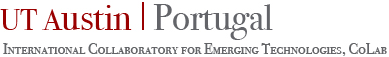 UT Austin | Portugal
International Collaboratory for Emerging Technologies, CoLab